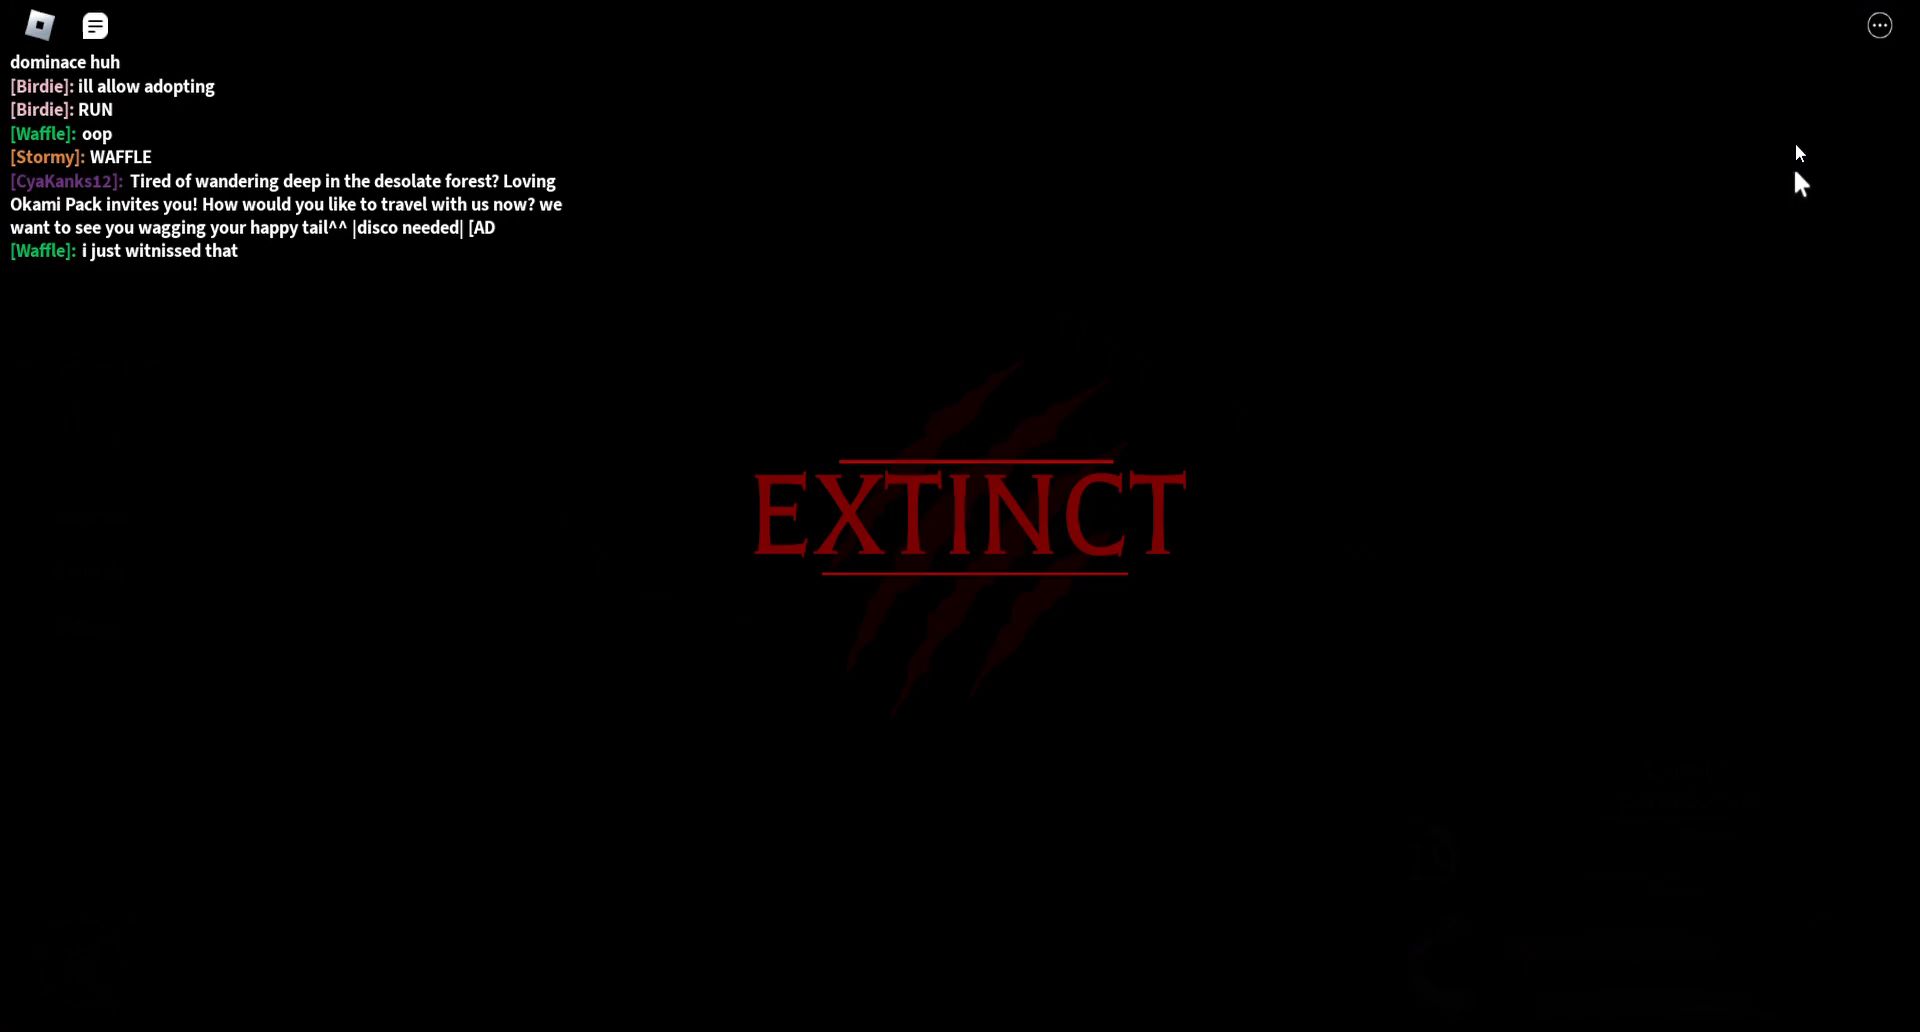 dominace huh
[Birdie]: ill allow adopting
[Birdie]: RUN
[Waffle]: oop
[Stormy]: WAFFLE
[CyaKanks12]: Tired of wandering deep in the desolate forest? Loving
Okami Pack invites you! How would you like to travel with us now? we
want to see you wagging your happy tail^^ |disco needed| [AD
[Waffle]: i just witnissed that
EXTINCT